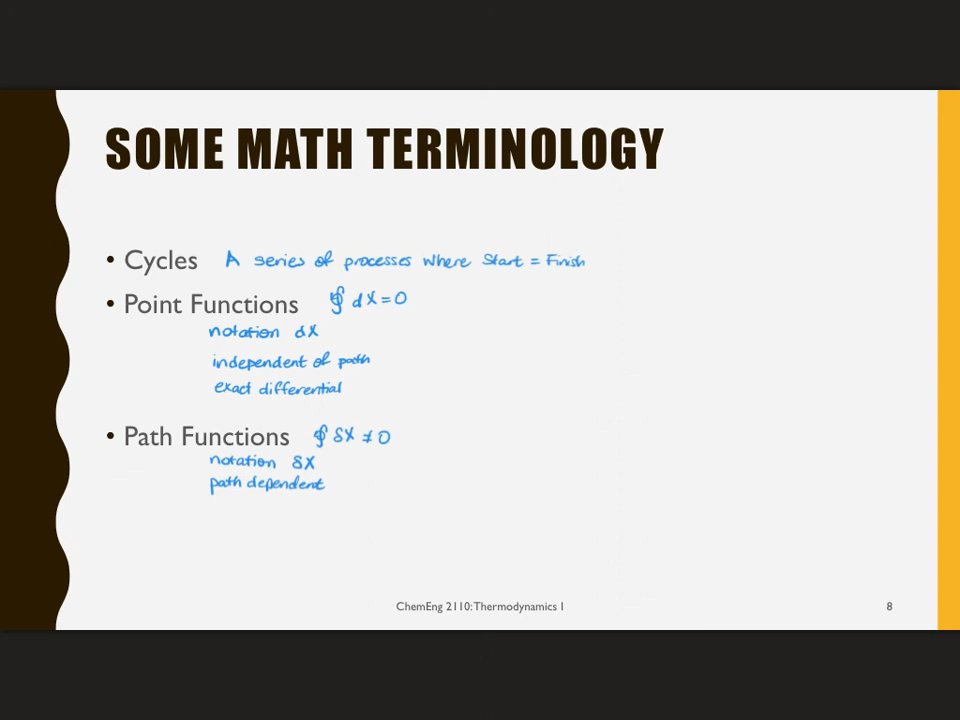 SOME MATH TERMINOLOGY
• Cycles A series of processes where Start = Finish
• Point Functions ∮ dX = 0
notation dX
independent of path
exact differential
• Path Functions ∮ δX ≠ 0
notation δX
path dependent
ChemEng 2110: Thermodynamics I 8